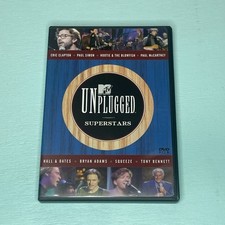 ERIC CLAPTON · PAUL SIMON · HOOTIE & THE BLOWFISH · PAUL McCARTNEY
MTV
UNPLUGGED
SUPERSTARS
DVD
HALL & OATES · BRYAN ADAMS · SQUEEZE · TONY BENNETT